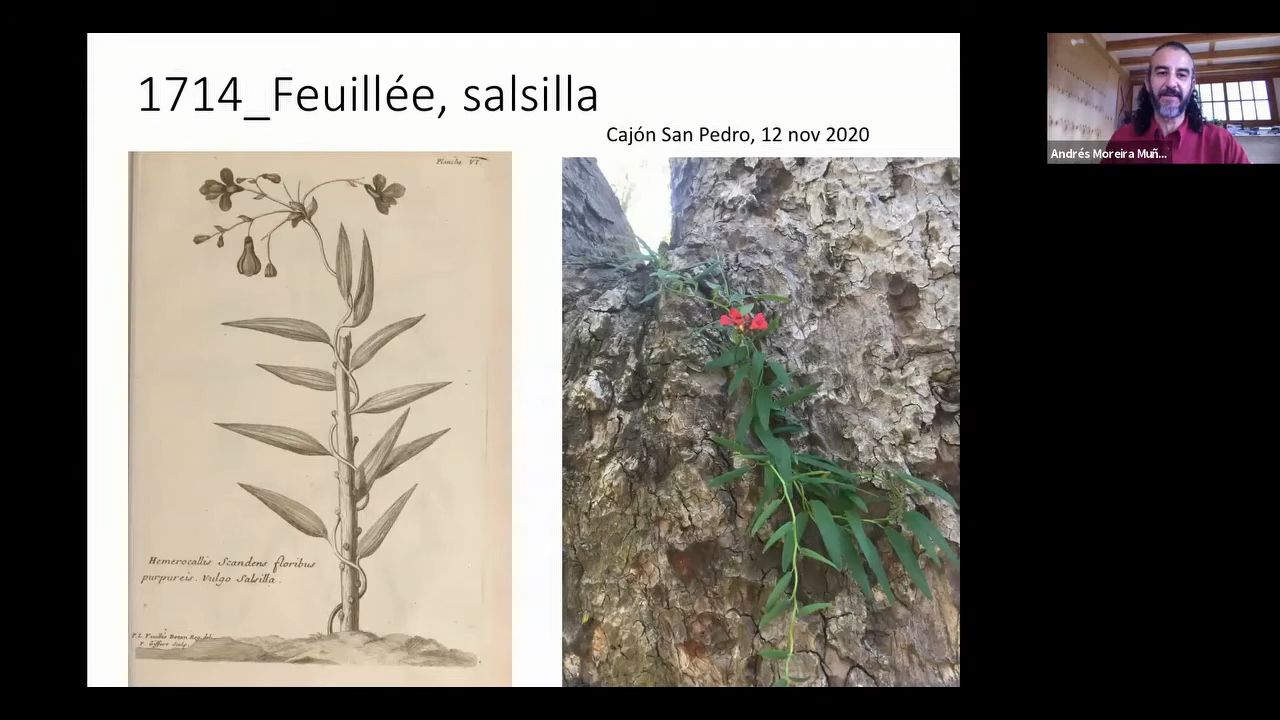 1714_Feuillée, salsilla
Cajón San Pedro, 12 nov 2020
Andrés Moreira Muñ...
Planche VI
Hemerocallis Scandens floribus
purpureis. Vulgo Salsilla.